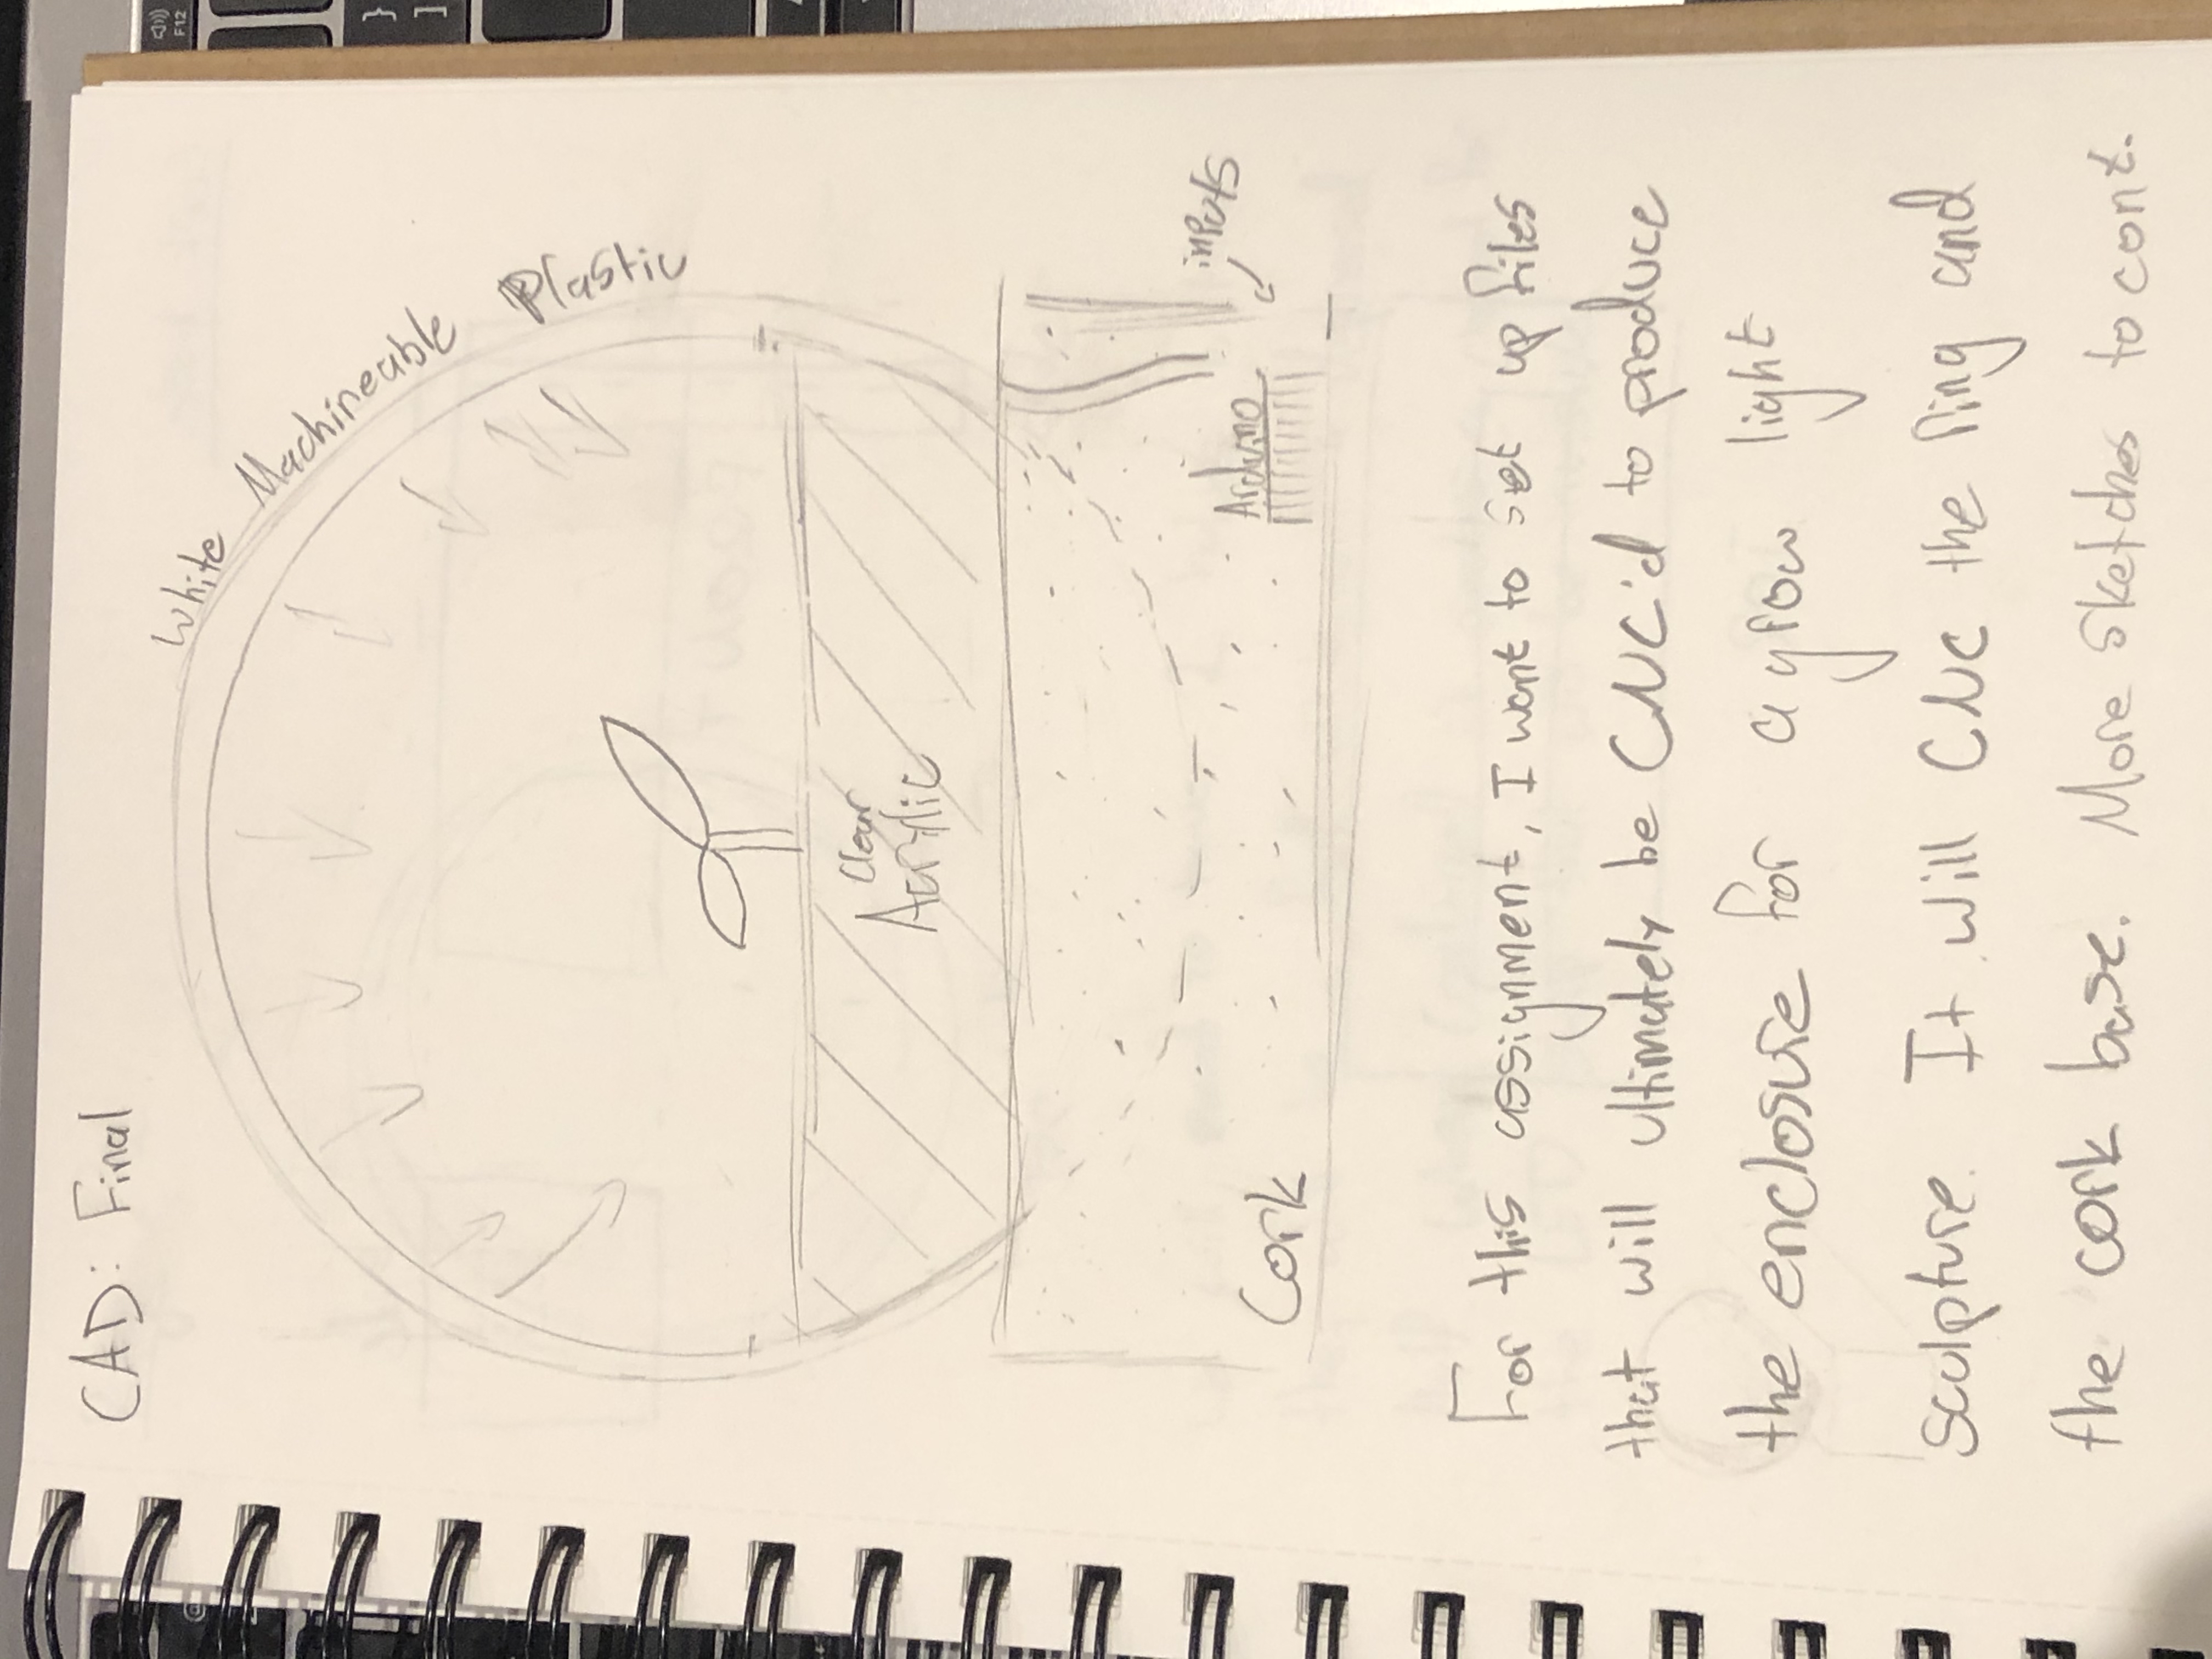 CAD: Final
White Machineable Plastic
Clear
Acrylic
Cork
Arduino
inputs
For this assignment, I want to set up files
that will ultimately be CNC'd to produce
the enclosure for a grow light
sculpture. It will CNC the ring and
the cork base. More sketches to cont.
F12
}
]